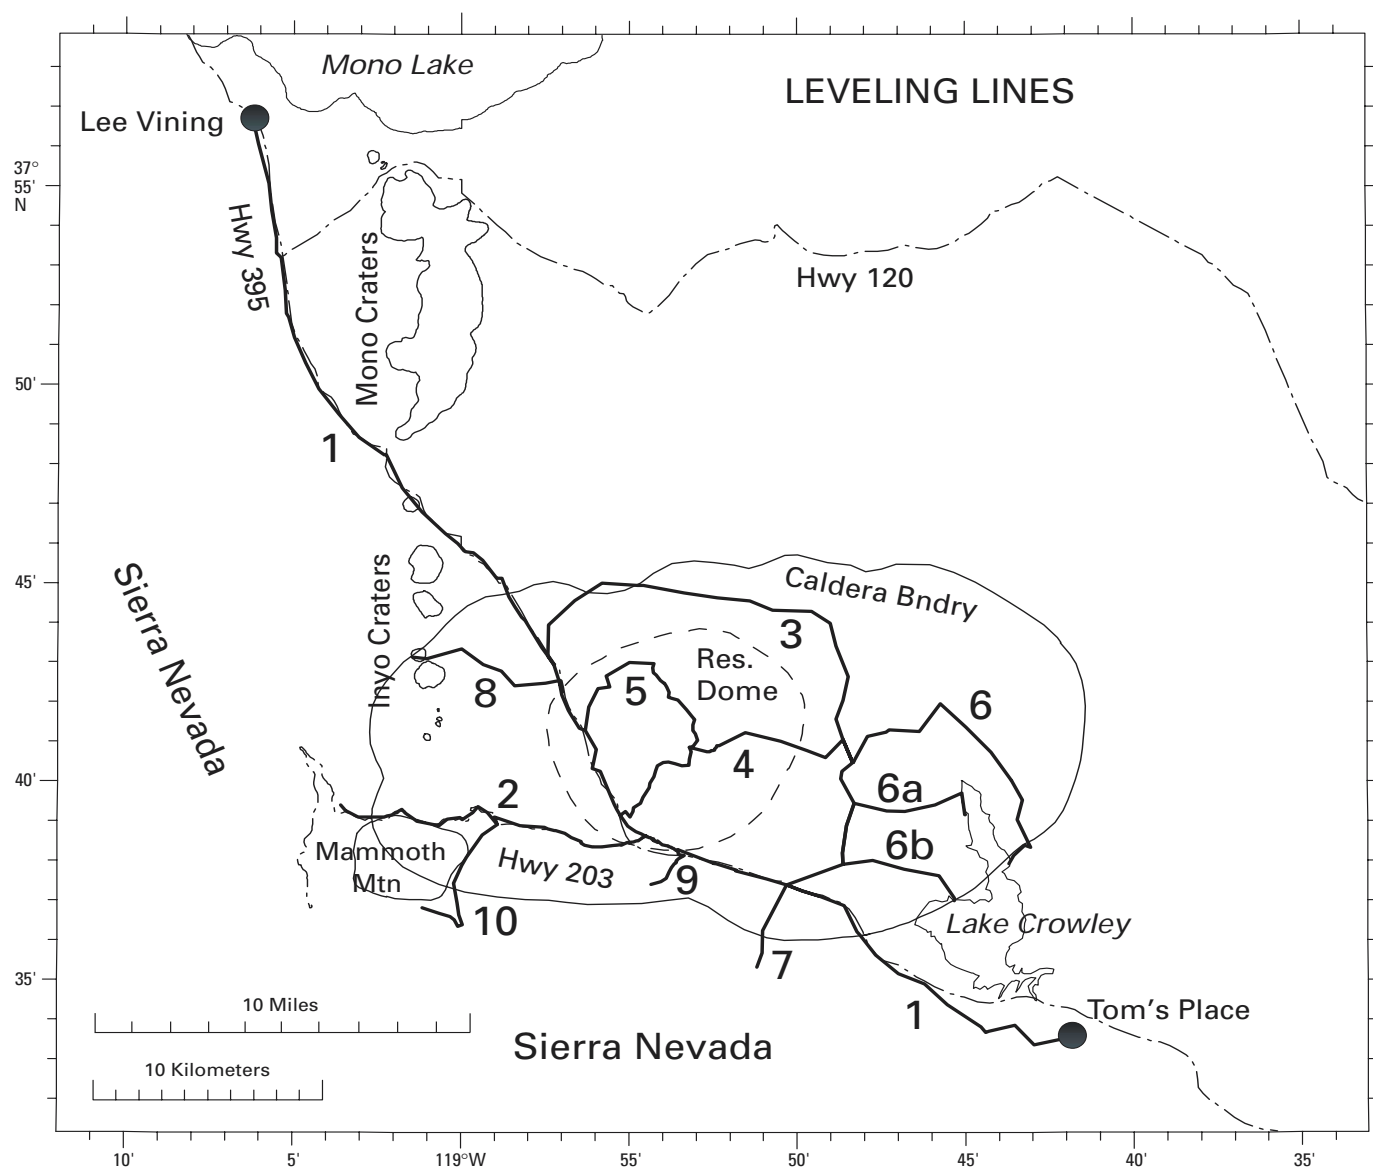 Mono Lake
LEVELING LINES
Lee Vining
37°
55'
N
Hwy 395
Mono Craters
Hwy 120
50'
1
45'
Sierra Nevada
Inyo Craters
Caldera Bndry
3
Res.
Dome
5
8
6
4
40'
2
6a
6b
Mammoth
Mtn
Hwy 203
9
10
Lake Crowley
7
35'
10 Miles
1
Tom's Place
Sierra Nevada
10 Kilometers
10'
5'
119°W
55'
50'
45'
40'
35'